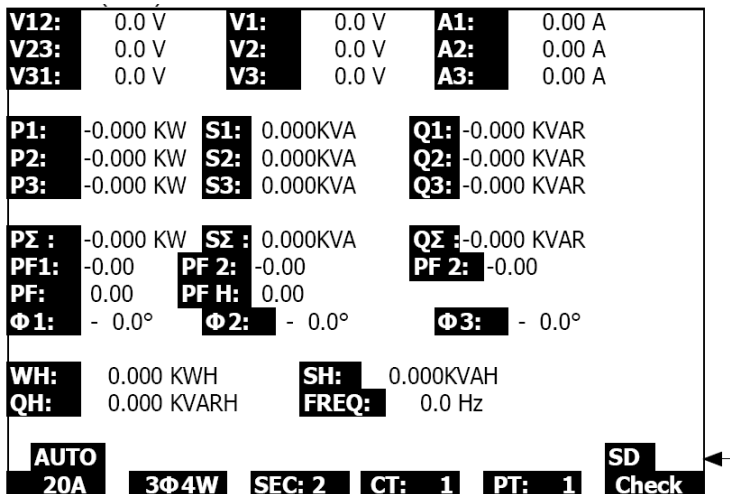 V12: 0.0 V V1: 0.0 V A1: 0.00 A
V23: 0.0 V V2: 0.0 V A2: 0.00 A
V31: 0.0 V V3: 0.0 V A3: 0.00 A
P1: -0.000 KW S1: 0.000KVA Q1: -0.000 KVAR
P2: -0.000 KW S2: 0.000KVA Q2: -0.000 KVAR
P3: -0.000 KW S3: 0.000KVA Q3: -0.000 KVAR
PΣ : -0.000 KW SΣ : 0.000KVA QΣ :-0.000 KVAR
PF1: -0.00 PF 2: -0.00 PF 2: -0.00
PF: 0.00 PF H: 0.00
Φ1: - 0.0° Φ2: - 0.0° Φ3: - 0.0°
WH: 0.000 KWH SH: 0.000KVAH
QH: 0.000 KVARH FREQ: 0.0 Hz
AUTO SD
20A 3Φ4W SEC: 2 CT: 1 PT: 1 Check